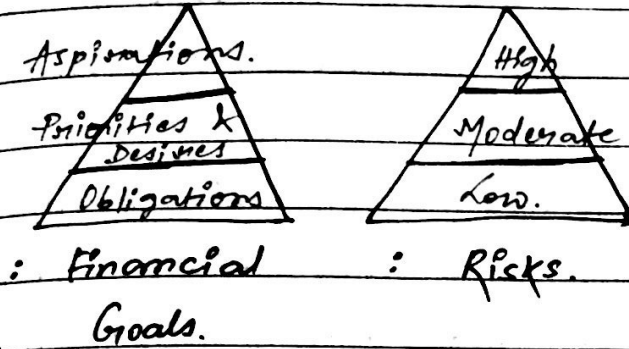 Aspirations.
Priorities &
Desires
Obligations
: Financial
Goals.
High
Moderate
Low.
: Risks.